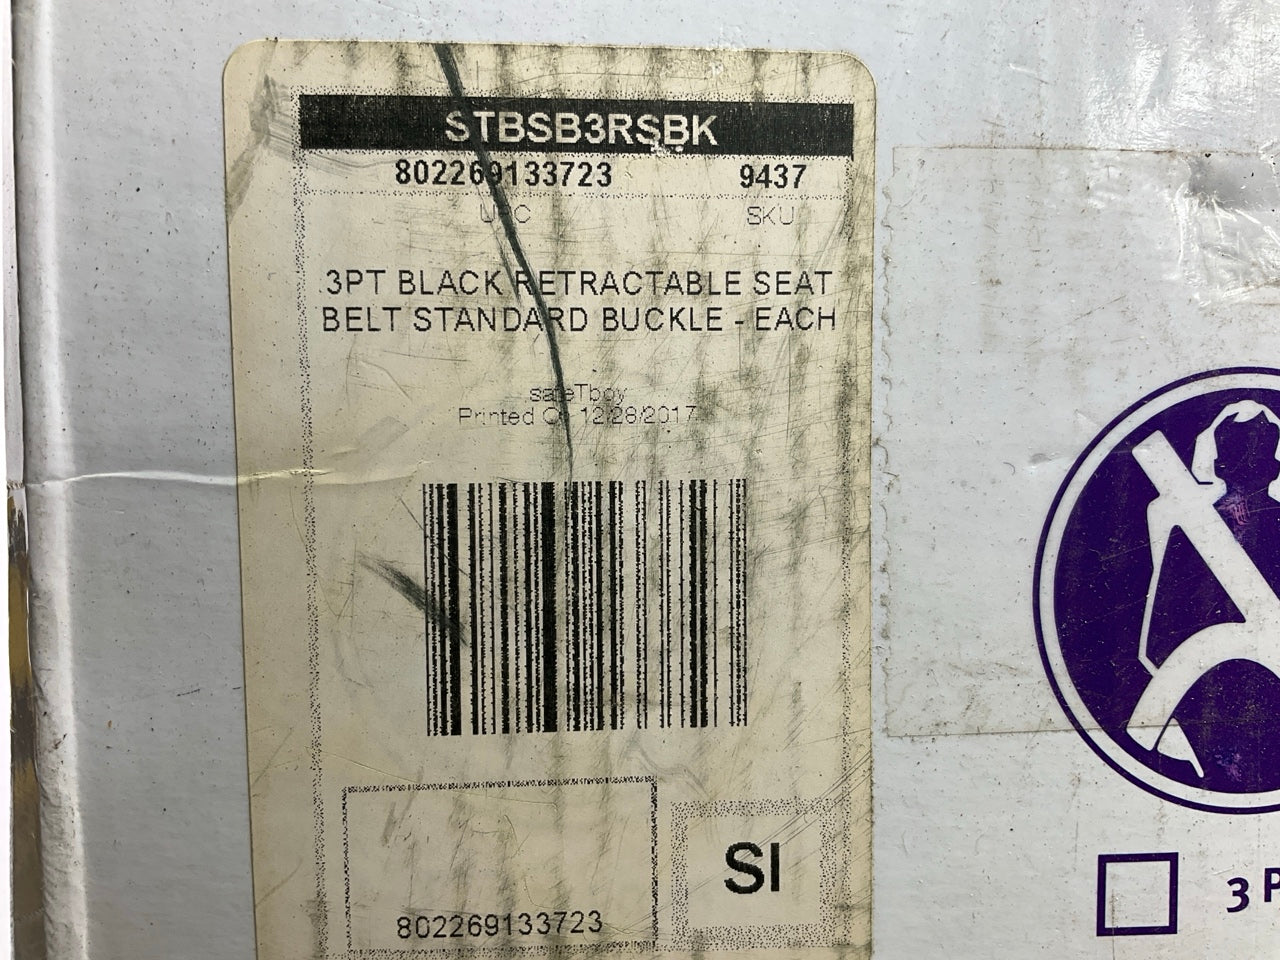 STBSB3RSBK
802269133723 9437
UPC SKU
3PT BLACK RETRACTABLE SEAT
BELT STANDARD BUCKLE - EACH
safeTboy
Printed On 12/28/2017
802269133723
SI
3 P